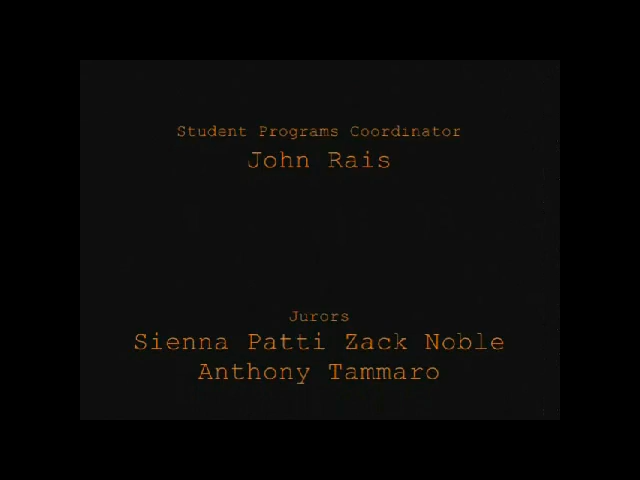 Student Programs Coordinator
John Rais
Jurors
Sienna Patti Zack Noble
Anthony Tammaro